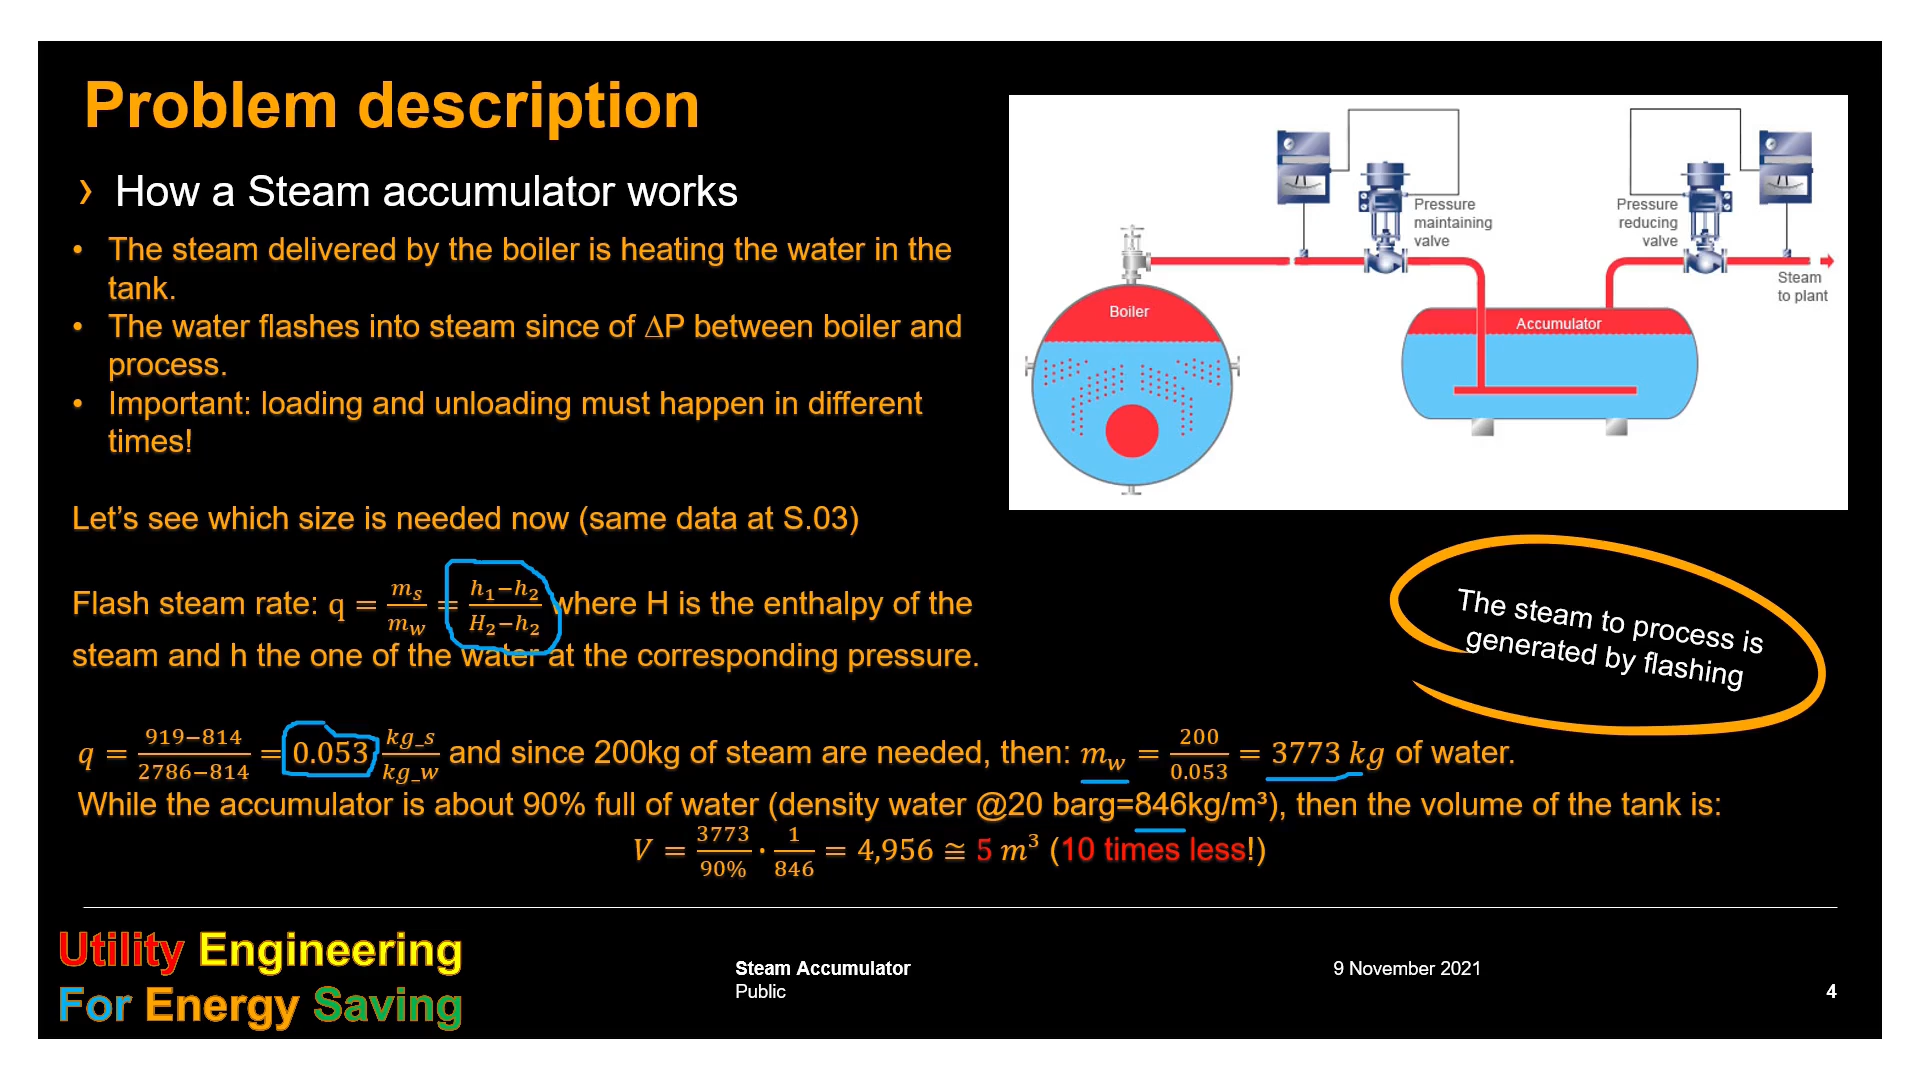 Problem description
› How a Steam accumulator works
• The steam delivered by the boiler is heating the water in the
tank.
• The water flashes into steam since of ∆P between boiler and
process.
• Important: loading and unloading must happen in different
times!
Let's see which size is needed now (same data at S.03)
Flash steam rate: q = m_s/m_w = (h_1−h_2)/(H_2−h_2) where H is the enthalpy of the
steam and h the one of the water at the corresponding pressure.
q = (919−814)/(2786−814) = 0.053 kg_s/kg_w and since 200kg of steam are needed, then: m_w = 200/0.053 = 3773 kg of water.
While the accumulator is about 90% full of water (density water @20 barg=846kg/m³), then the volume of the tank is:
V = 3773/90% · 1/846 = 4,956 ≅ 5 m³ (10 times less!)
Pressure
maintaining
valve
Pressure
reducing
valve
Steam
to plant
Boiler
Accumulator
The steam to process is
generated by flashing
Utility Engineering
For Energy Saving
Steam Accumulator
Public
9 November 2021
4